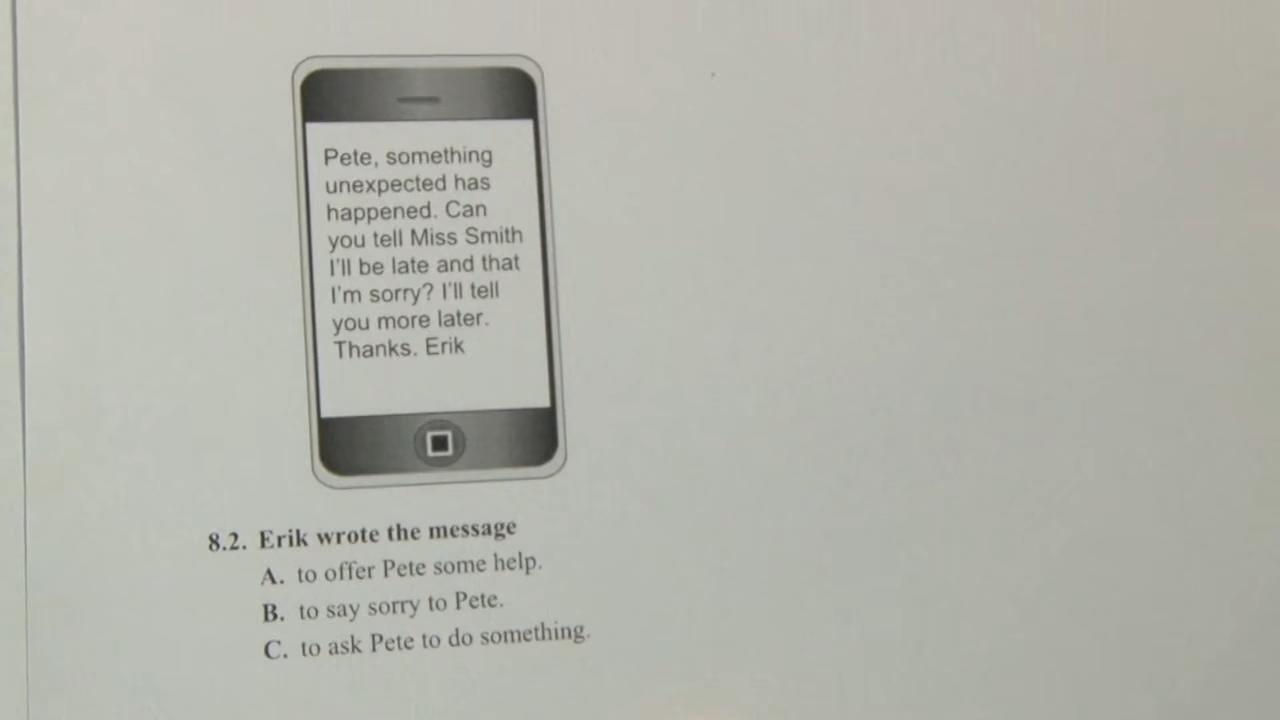 Pete, something
unexpected has
happened. Can
you tell Miss Smith
I'll be late and that
I'm sorry? I'll tell
you more later.
Thanks. Erik
8.2. Erik wrote the message
A. to offer Pete some help.
B. to say sorry to Pete.
C. to ask Pete to do something.